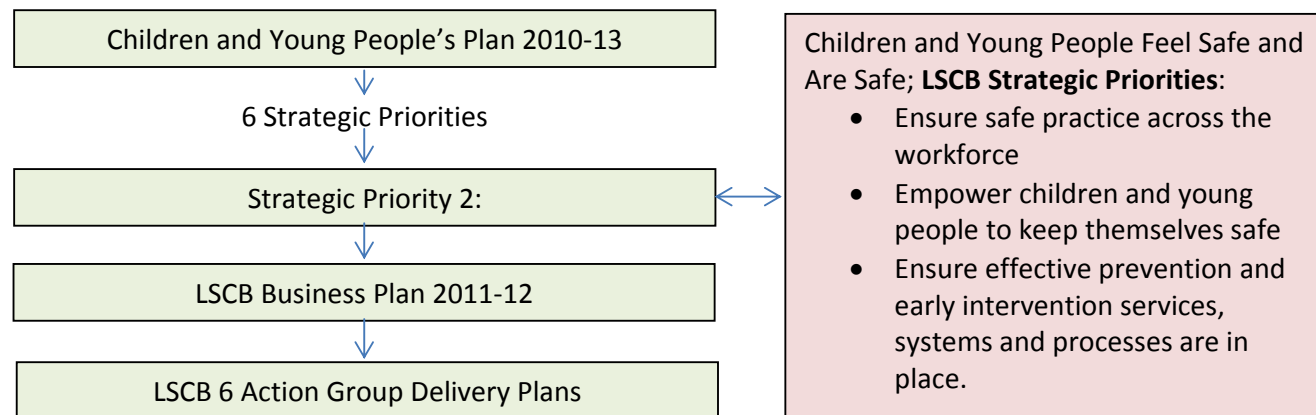 Children and Young People's Plan 2010-13
6 Strategic Priorities
Strategic Priority 2:
LSCB Business Plan 2011-12
LSCB 6 Action Group Delivery Plans
Children and Young People Feel Safe and
Are Safe; LSCB Strategic Priorities:
• Ensure safe practice across the
workforce
• Empower children and young
people to keep themselves safe
• Ensure effective prevention and
early intervention services,
systems and processes are in
place.